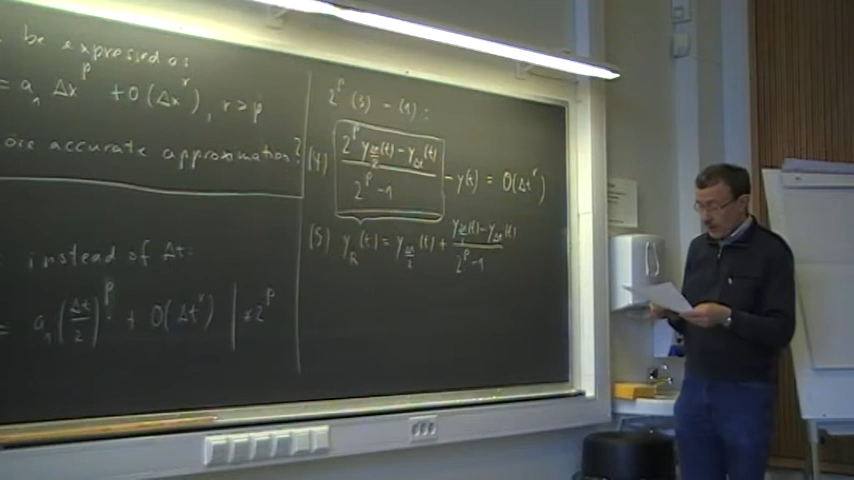 be expressed as
= a₁ Δx^p + O(Δx^r), r > p
ore accurate approximation?
instead of Δt:
= a₁ (Δt/2)^p + O(Δt^r) | * 2^p
2^p (3) - (1) :
(4) (2^p y_{Δt/2}(t) - y_{Δt}(t)) / (2^p - 1) - y(t) = O(Δt^r)
(5) y_R(t) = y_{Δt/2}(t) + (y_{Δt/2}(t) - y_{Δt}(t)) / (2^p - 1)